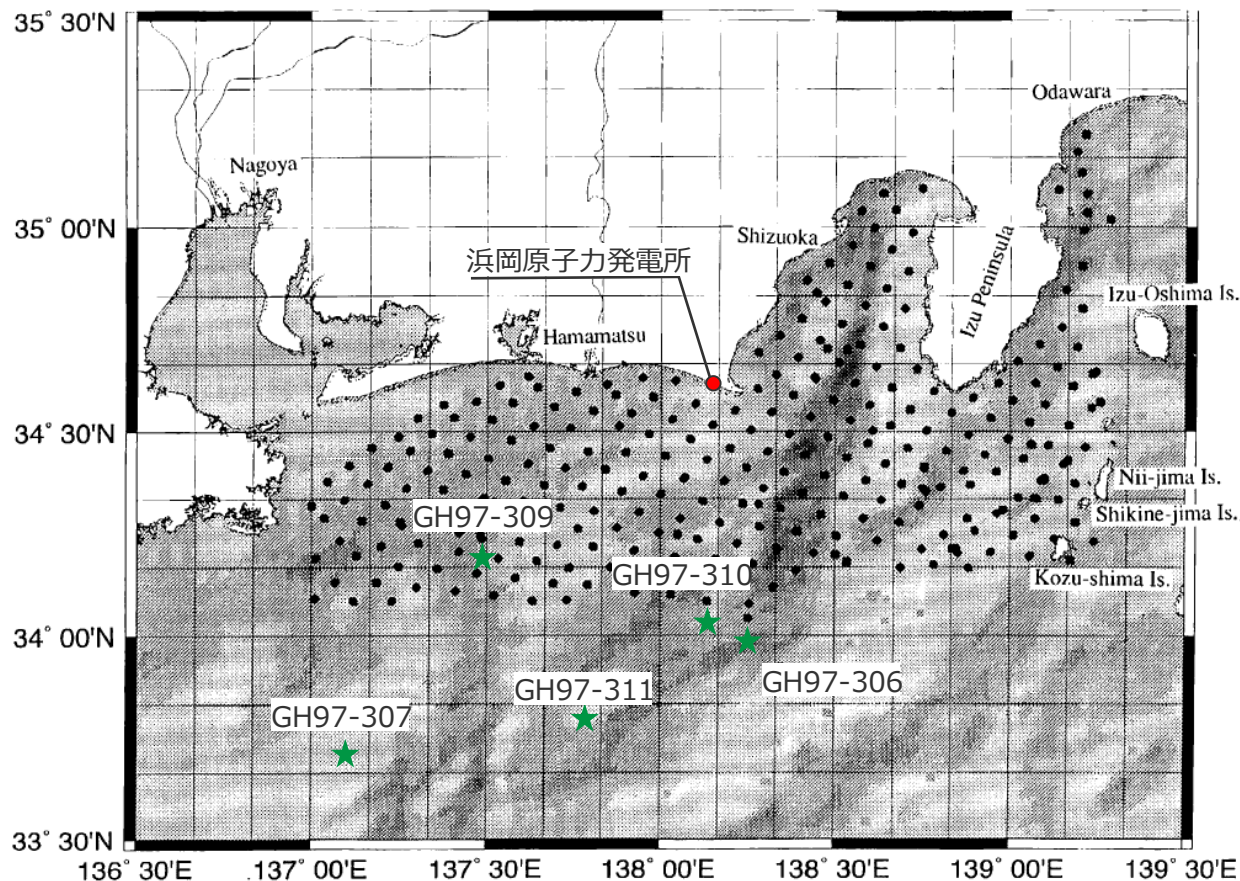 35° 30'N
Odawara
Nagoya
35° 00'N
Shizuoka
浜岡原子力発電所
Izu Peninsula
Izu-Oshima Is.
Hamamatsu
34° 30'N
Nii-jima Is.
GH97-309
Shikine-jima Is.
GH97-310
Kozu-shima Is.
34° 00'N
GH97-311
GH97-306
GH97-307
33° 30'N
136° 30'E
137° 00'E
137° 30'E
138° 00'E
138° 30'E
139° 00'E
139° 30'E